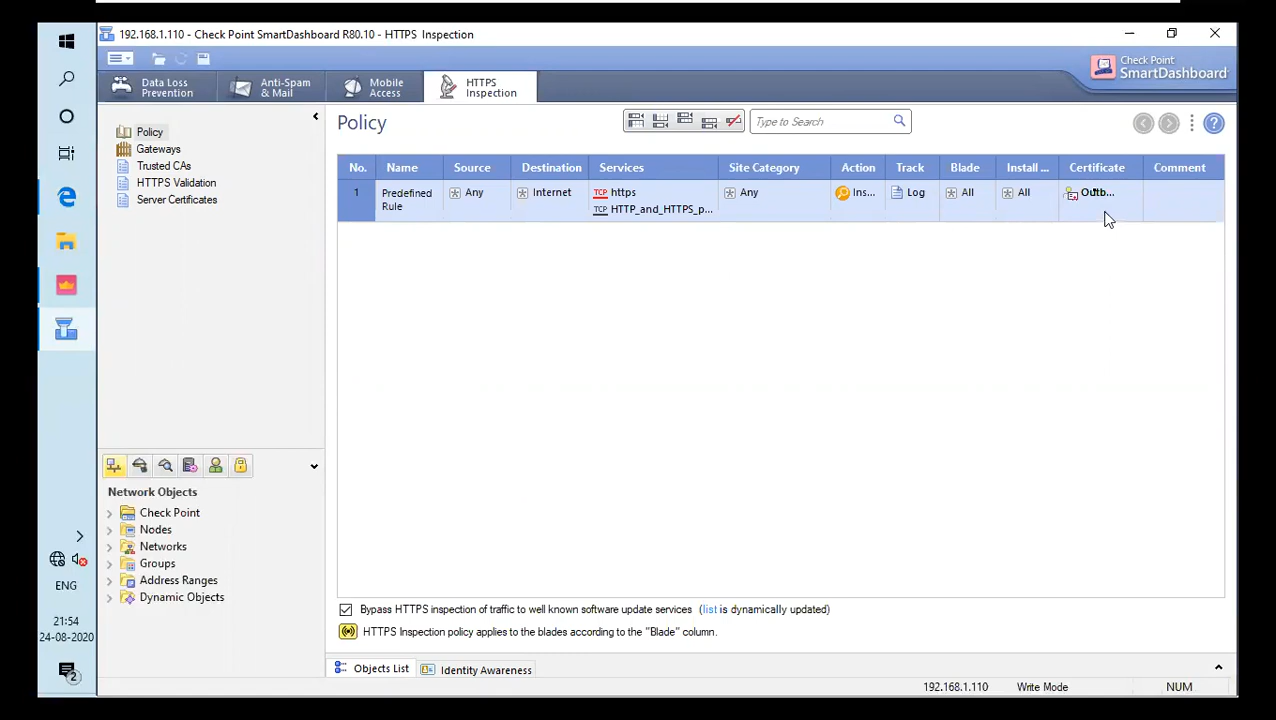 192.168.1.110 - Check Point SmartDashboard R80.10 - HTTPS Inspection
Data Loss Prevention
Anti-Spam & Mail
Mobile Access
HTTPS Inspection
Check Point
SmartDashboard
Policy
Gateways
Trusted CAs
HTTPS Validation
Server Certificates
Policy
Type to Search
No. Name Source Destination Services Site Category Action Track Blade Install ... Certificate Comment
1 Predefined Rule Any Internet TCP https Any Ins... Log All All Outb...
TCP HTTP_and_HTTPS_p...
Network Objects
Check Point
Nodes
Networks
Groups
Address Ranges
Dynamic Objects
Bypass HTTPS inspection of traffic to well known software update services (list is dynamically updated)
HTTPS Inspection policy applies to the blades according to the "Blade" column.
Objects List
Identity Awareness
192.168.1.110 Write Mode NUM
ENG
21:54
24-08-2020
2